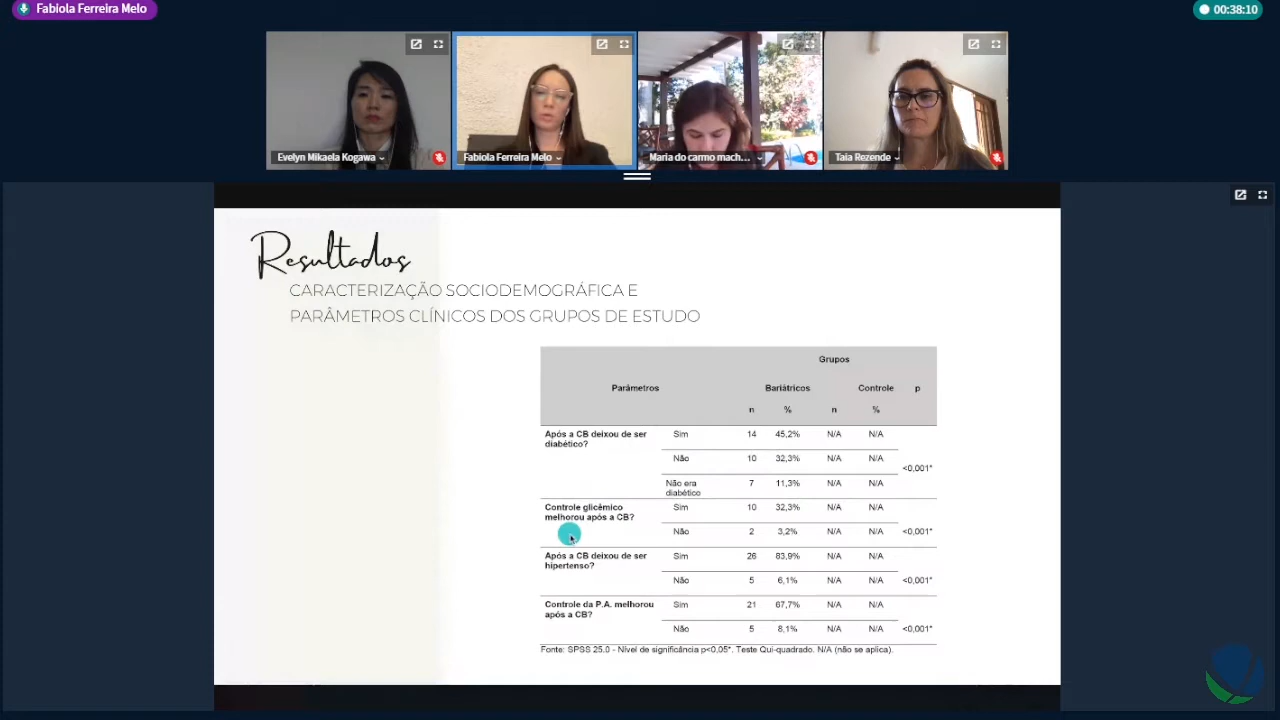 Fabiola Ferreira Melo
00:38:10
Evelyn Mikaela Kogawa
Fabiola Ferreira Melo
Maria do carmo mach...
Taia Rezende
Resultados
CARACTERIZAÇÃO SOCIODEMOGRÁFICA E
PARÂMETROS CLÍNICOS DOS GRUPOS DE ESTUDO
Grupos
Parâmetros Bariátricos Controle p
n % n %
Após a CB deixou de ser diabético? Sim 14 45,2% N/A N/A
Não 10 32,3% N/A N/A
<0,001*
Não era diabético 7 11,3% N/A N/A
Controle glicêmico melhorou após a CB? Sim 10 32,3% N/A N/A
Não 2 3,2% N/A N/A <0,001*
Após a CB deixou de ser hipertenso? Sim 26 83,9% N/A N/A
Não 5 6,1% N/A N/A <0,001*
Controle da P.A. melhorou após a CB? Sim 21 67,7% N/A N/A
Não 5 8,1% N/A N/A <0,001*
Fonte: SPSS 25.0 - Nível de significância p<0,05*. Teste Qui-quadrado. N/A (não se aplica).